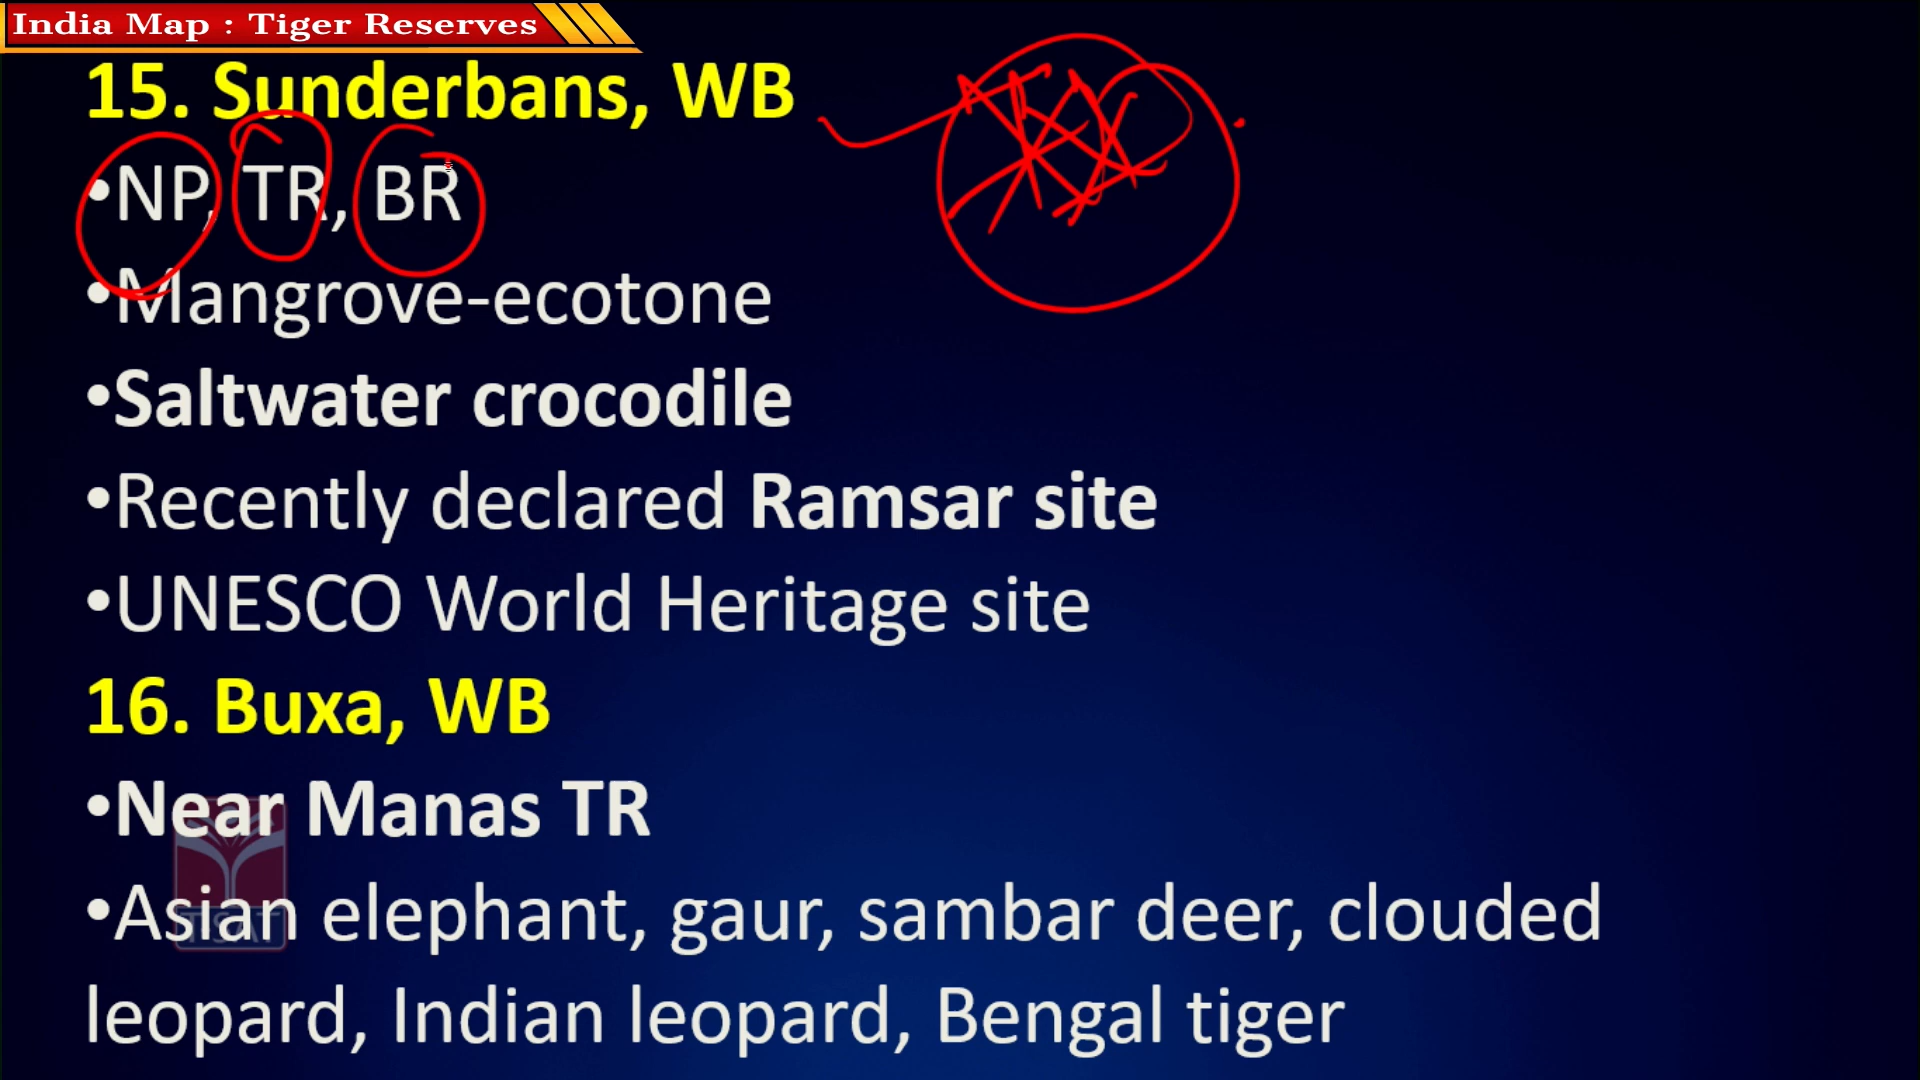 India Map : Tiger Reserves
15. Sunderbans, WB
•NP, TR, BR
•Mangrove-ecotone
•Saltwater crocodile
•Recently declared Ramsar site
•UNESCO World Heritage site
16. Buxa, WB
•Near Manas TR
•Asian elephant, gaur, sambar deer, clouded
leopard, Indian leopard, Bengal tiger
T-SAT